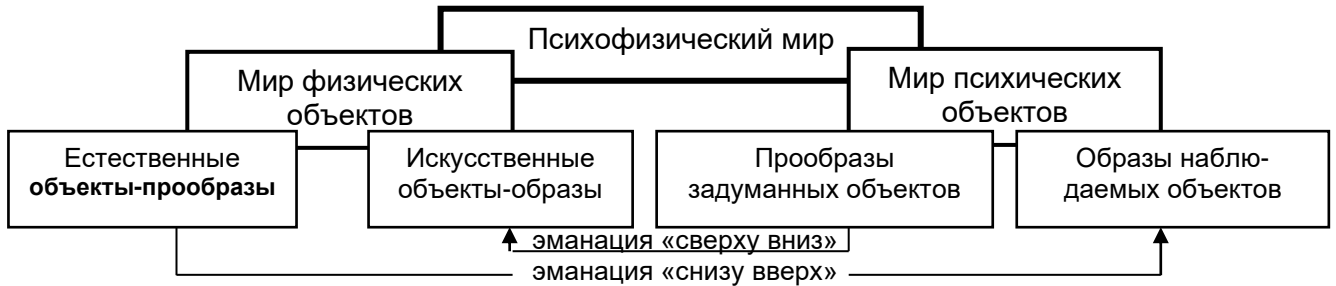 Психофизический мир
Мир физических
объектов
Мир психических
объектов
Естественные
объекты-прообразы
Искусственные
объекты-образы
Прообразы
задуманных объектов
Образы наблю-
даемых объектов
эманация «сверху вниз»
эманация «снизу вверх»